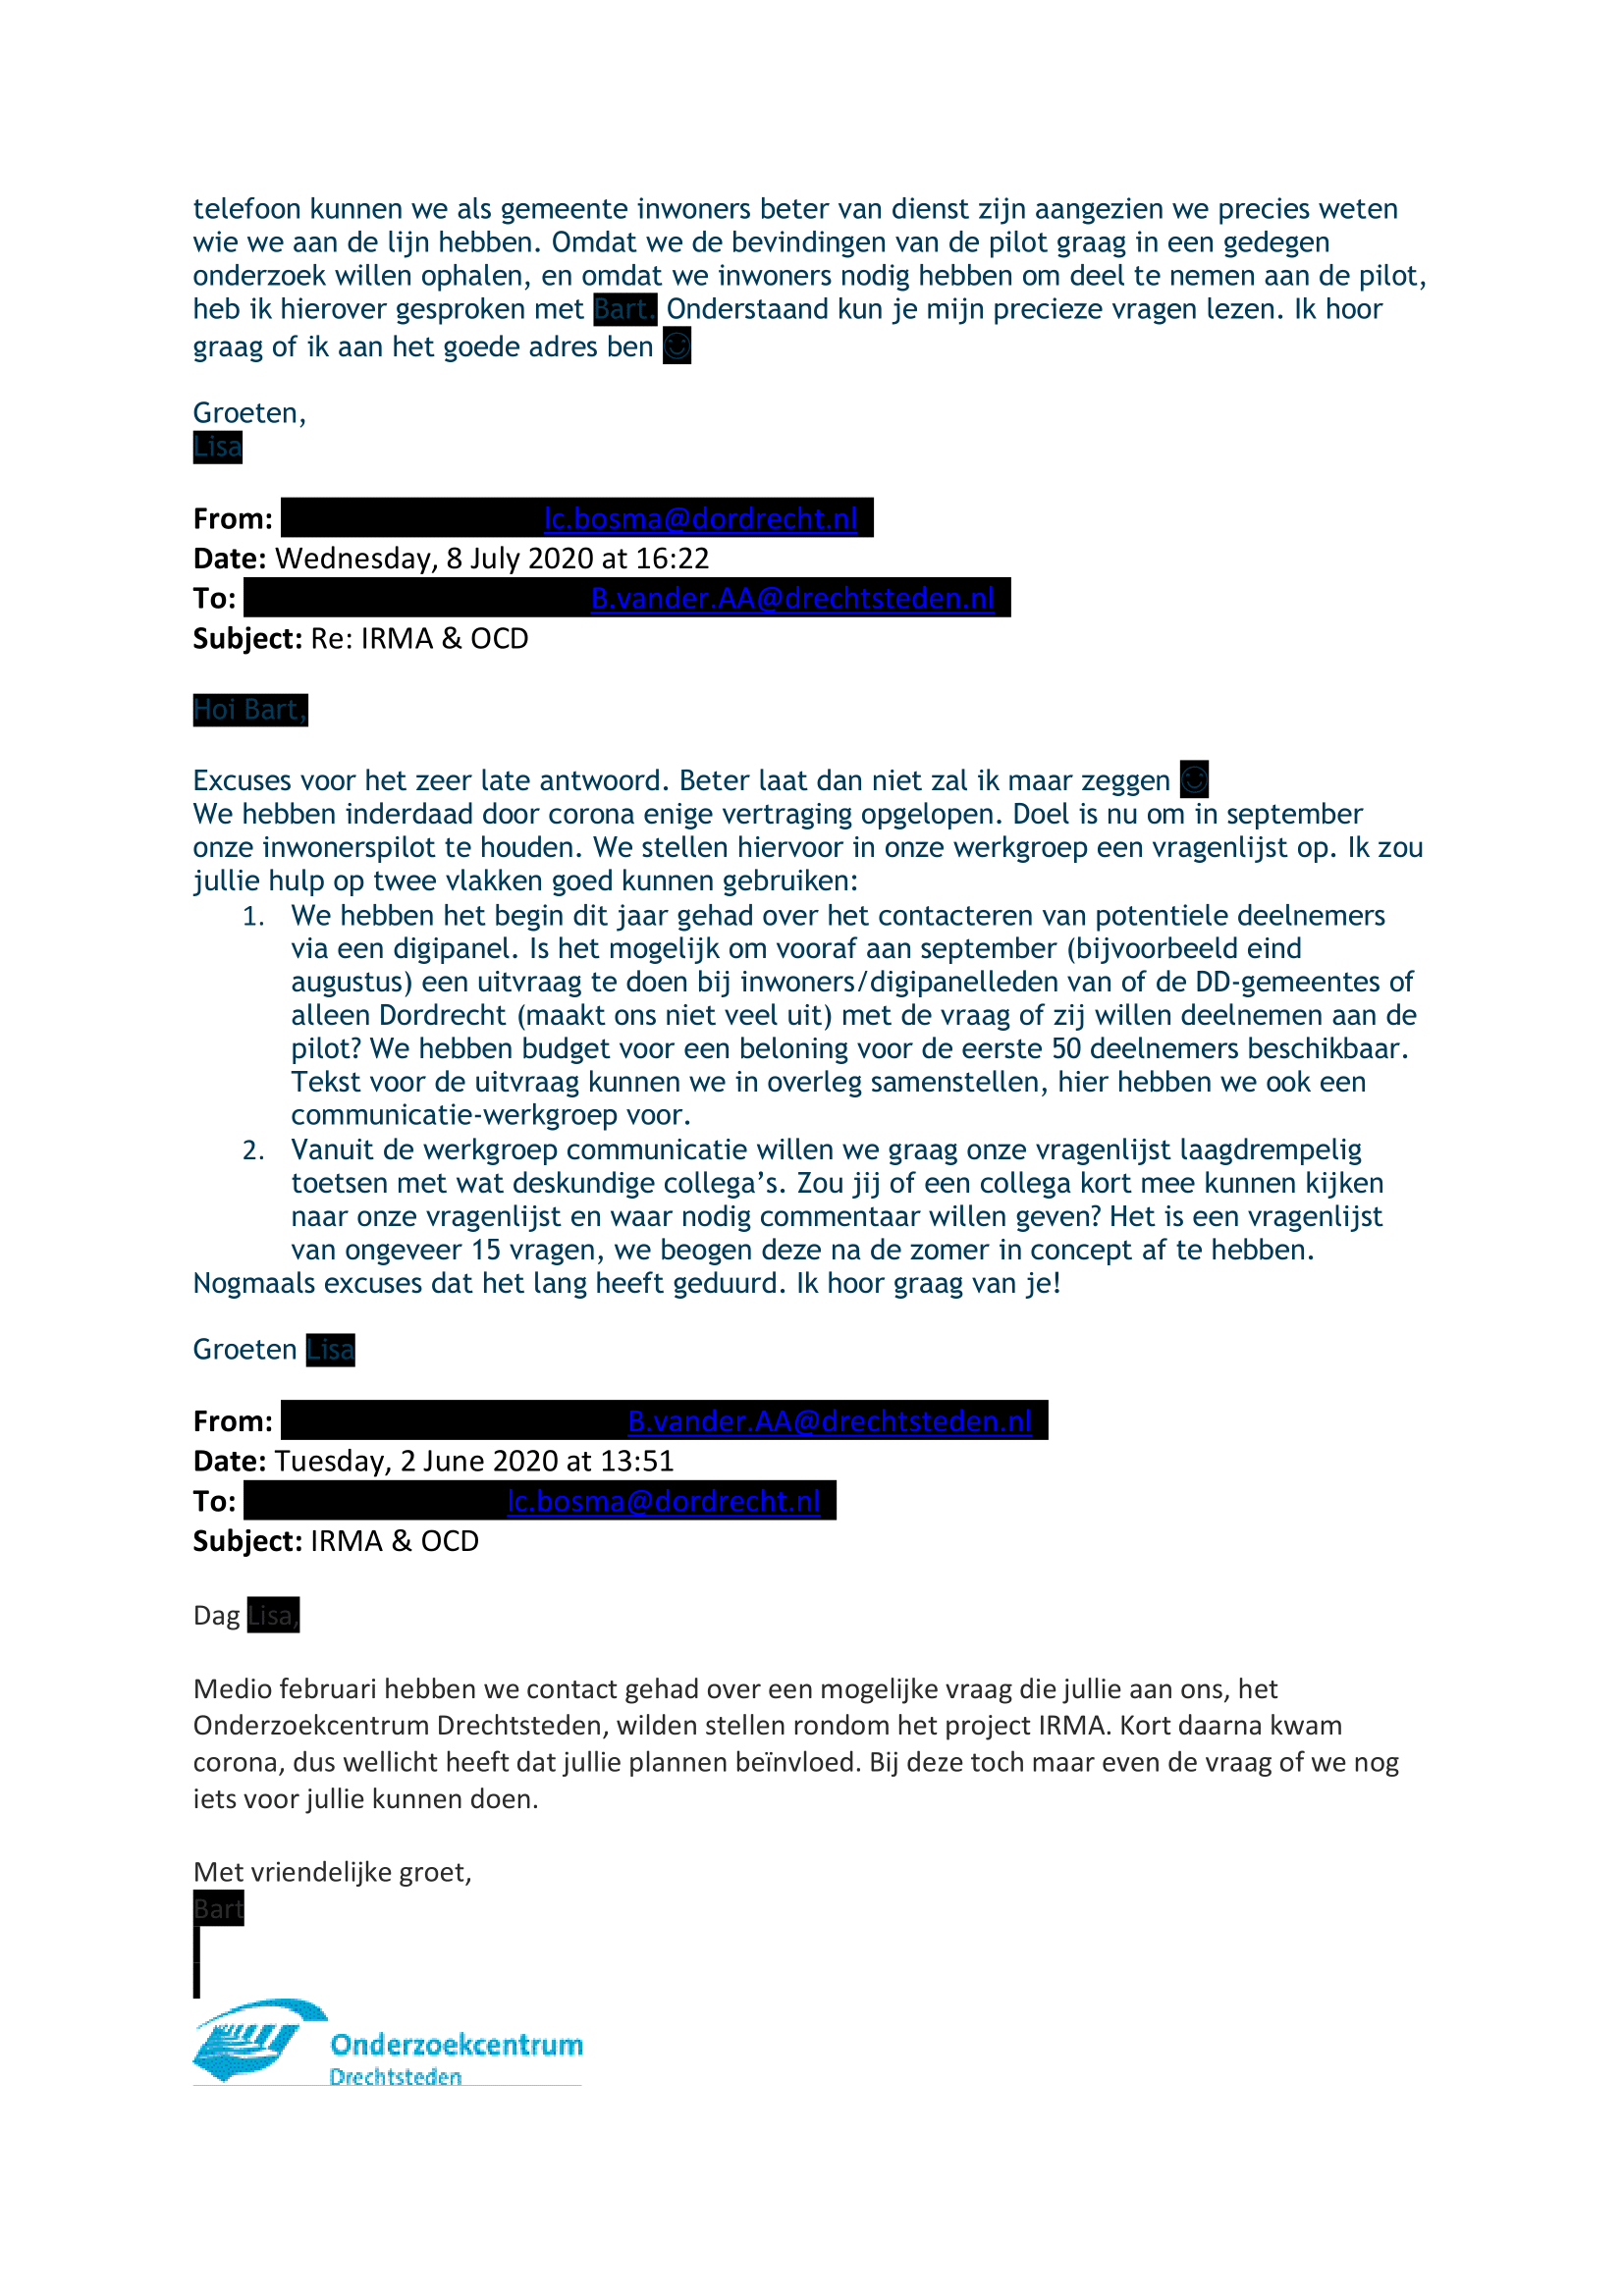 telefoon kunnen we als gemeente inwoners beter van dienst zijn aangezien we precies weten
wie we aan de lijn hebben. Omdat we de bevindingen van de pilot graag in een gedegen
onderzoek willen ophalen, en omdat we inwoners nodig hebben om deel te nemen aan de pilot,
heb ik hierover gesproken met Bart. Onderstaand kun je mijn precieze vragen lezen. Ik hoor
graag of ik aan het goede adres ben ☺
Groeten,
Lisa
From: lc.bosma@dordrecht.nl
Date: Wednesday, 8 July 2020 at 16:22
To: B.vander.AA@drechtsteden.nl
Subject: Re: IRMA & OCD
Hoi Bart,
Excuses voor het zeer late antwoord. Beter laat dan niet zal ik maar zeggen ☺
We hebben inderdaad door corona enige vertraging opgelopen. Doel is nu om in september
onze inwonerspilot te houden. We stellen hiervoor in onze werkgroep een vragenlijst op. Ik zou
jullie hulp op twee vlakken goed kunnen gebruiken:
1. We hebben het begin dit jaar gehad over het contacteren van potentiele deelnemers
via een digipanel. Is het mogelijk om vooraf aan september (bijvoorbeeld eind
augustus) een uitvraag te doen bij inwoners/digipanelleden van of de DD-gemeentes of
alleen Dordrecht (maakt ons niet veel uit) met de vraag of zij willen deelnemen aan de
pilot? We hebben budget voor een beloning voor de eerste 50 deelnemers beschikbaar.
Tekst voor de uitvraag kunnen we in overleg samenstellen, hier hebben we ook een
communicatie-werkgroep voor.
2. Vanuit de werkgroep communicatie willen we graag onze vragenlijst laagdrempelig
toetsen met wat deskundige collega's. Zou jij of een collega kort mee kunnen kijken
naar onze vragenlijst en waar nodig commentaar willen geven? Het is een vragenlijst
van ongeveer 15 vragen, we beogen deze na de zomer in concept af te hebben.
Nogmaals excuses dat het lang heeft geduurd. Ik hoor graag van je!
Groeten Lisa
From: B.vander.AA@drechtsteden.nl
Date: Tuesday, 2 June 2020 at 13:51
To: lc.bosma@dordrecht.nl
Subject: IRMA & OCD
Dag Lisa,
Medio februari hebben we contact gehad over een mogelijke vraag die jullie aan ons, het
Onderzoekcentrum Drechtsteden, wilden stellen rondom het project IRMA. Kort daarna kwam
corona, dus wellicht heeft dat jullie plannen beïnvloed. Bij deze toch maar even de vraag of we nog
iets voor jullie kunnen doen.
Met vriendelijke groet,
Bart
Onderzoekcentrum
Drechtsteden